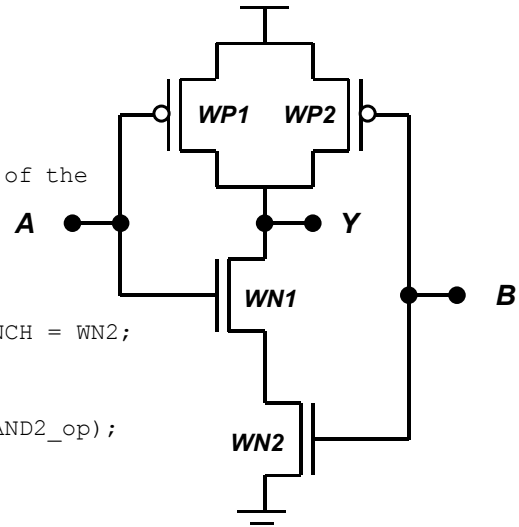 WP1 WP2
of the
A Y
WN1
B
NCH = WN2;
AND2_op);
WN2